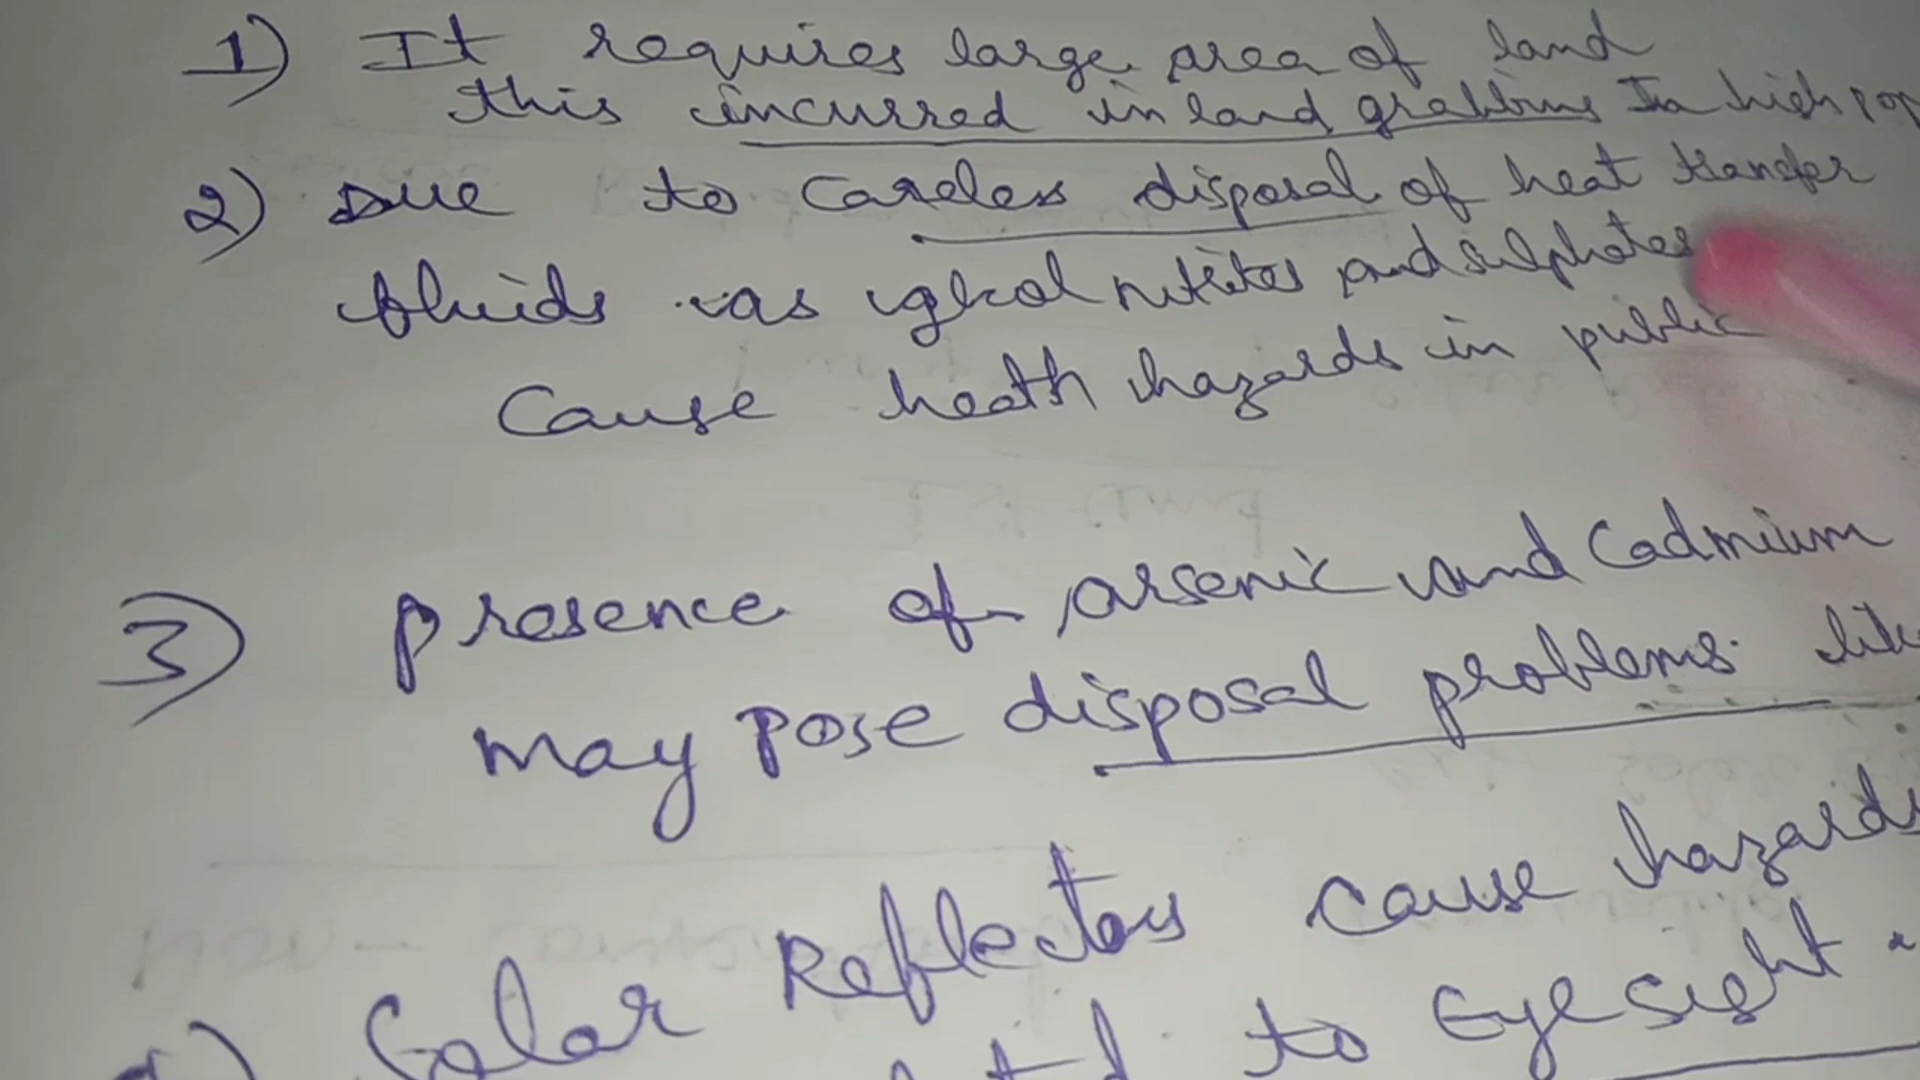 1) It requires large area of land
this incurred in land grabbing In high pop
2) Due to Careless disposal of heat transfer
fluids as glycol nitrites and sulphates
Cause heath hazards in public
3) presence of arsenic and Cadmium
may pose disposal problems. like
Solar Reflectors cause hazards
to Eyesight.